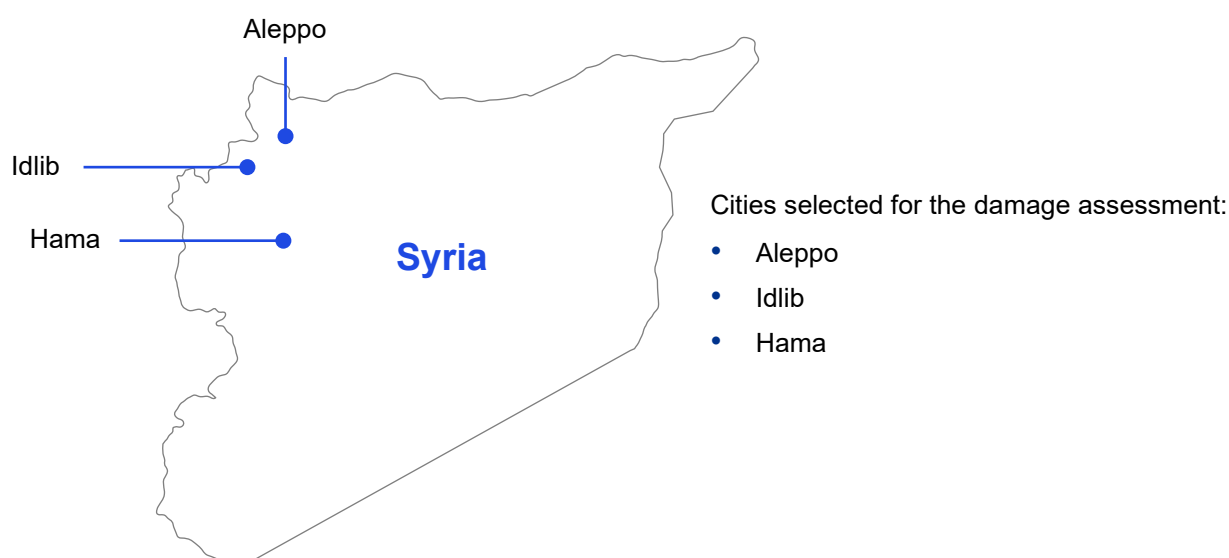 Aleppo
Idlib
Hama
Syria
Cities selected for the damage assessment:
• Aleppo
• Idlib
• Hama